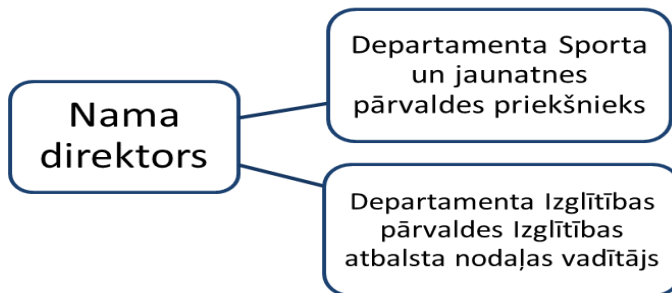 Nama
direktors
Departamenta Sporta
un jaunatnes
pārvaldes priekšnieks
Departamenta Izglītības
pārvaldes Izglītības
atbalsta nodaļas vadītājs